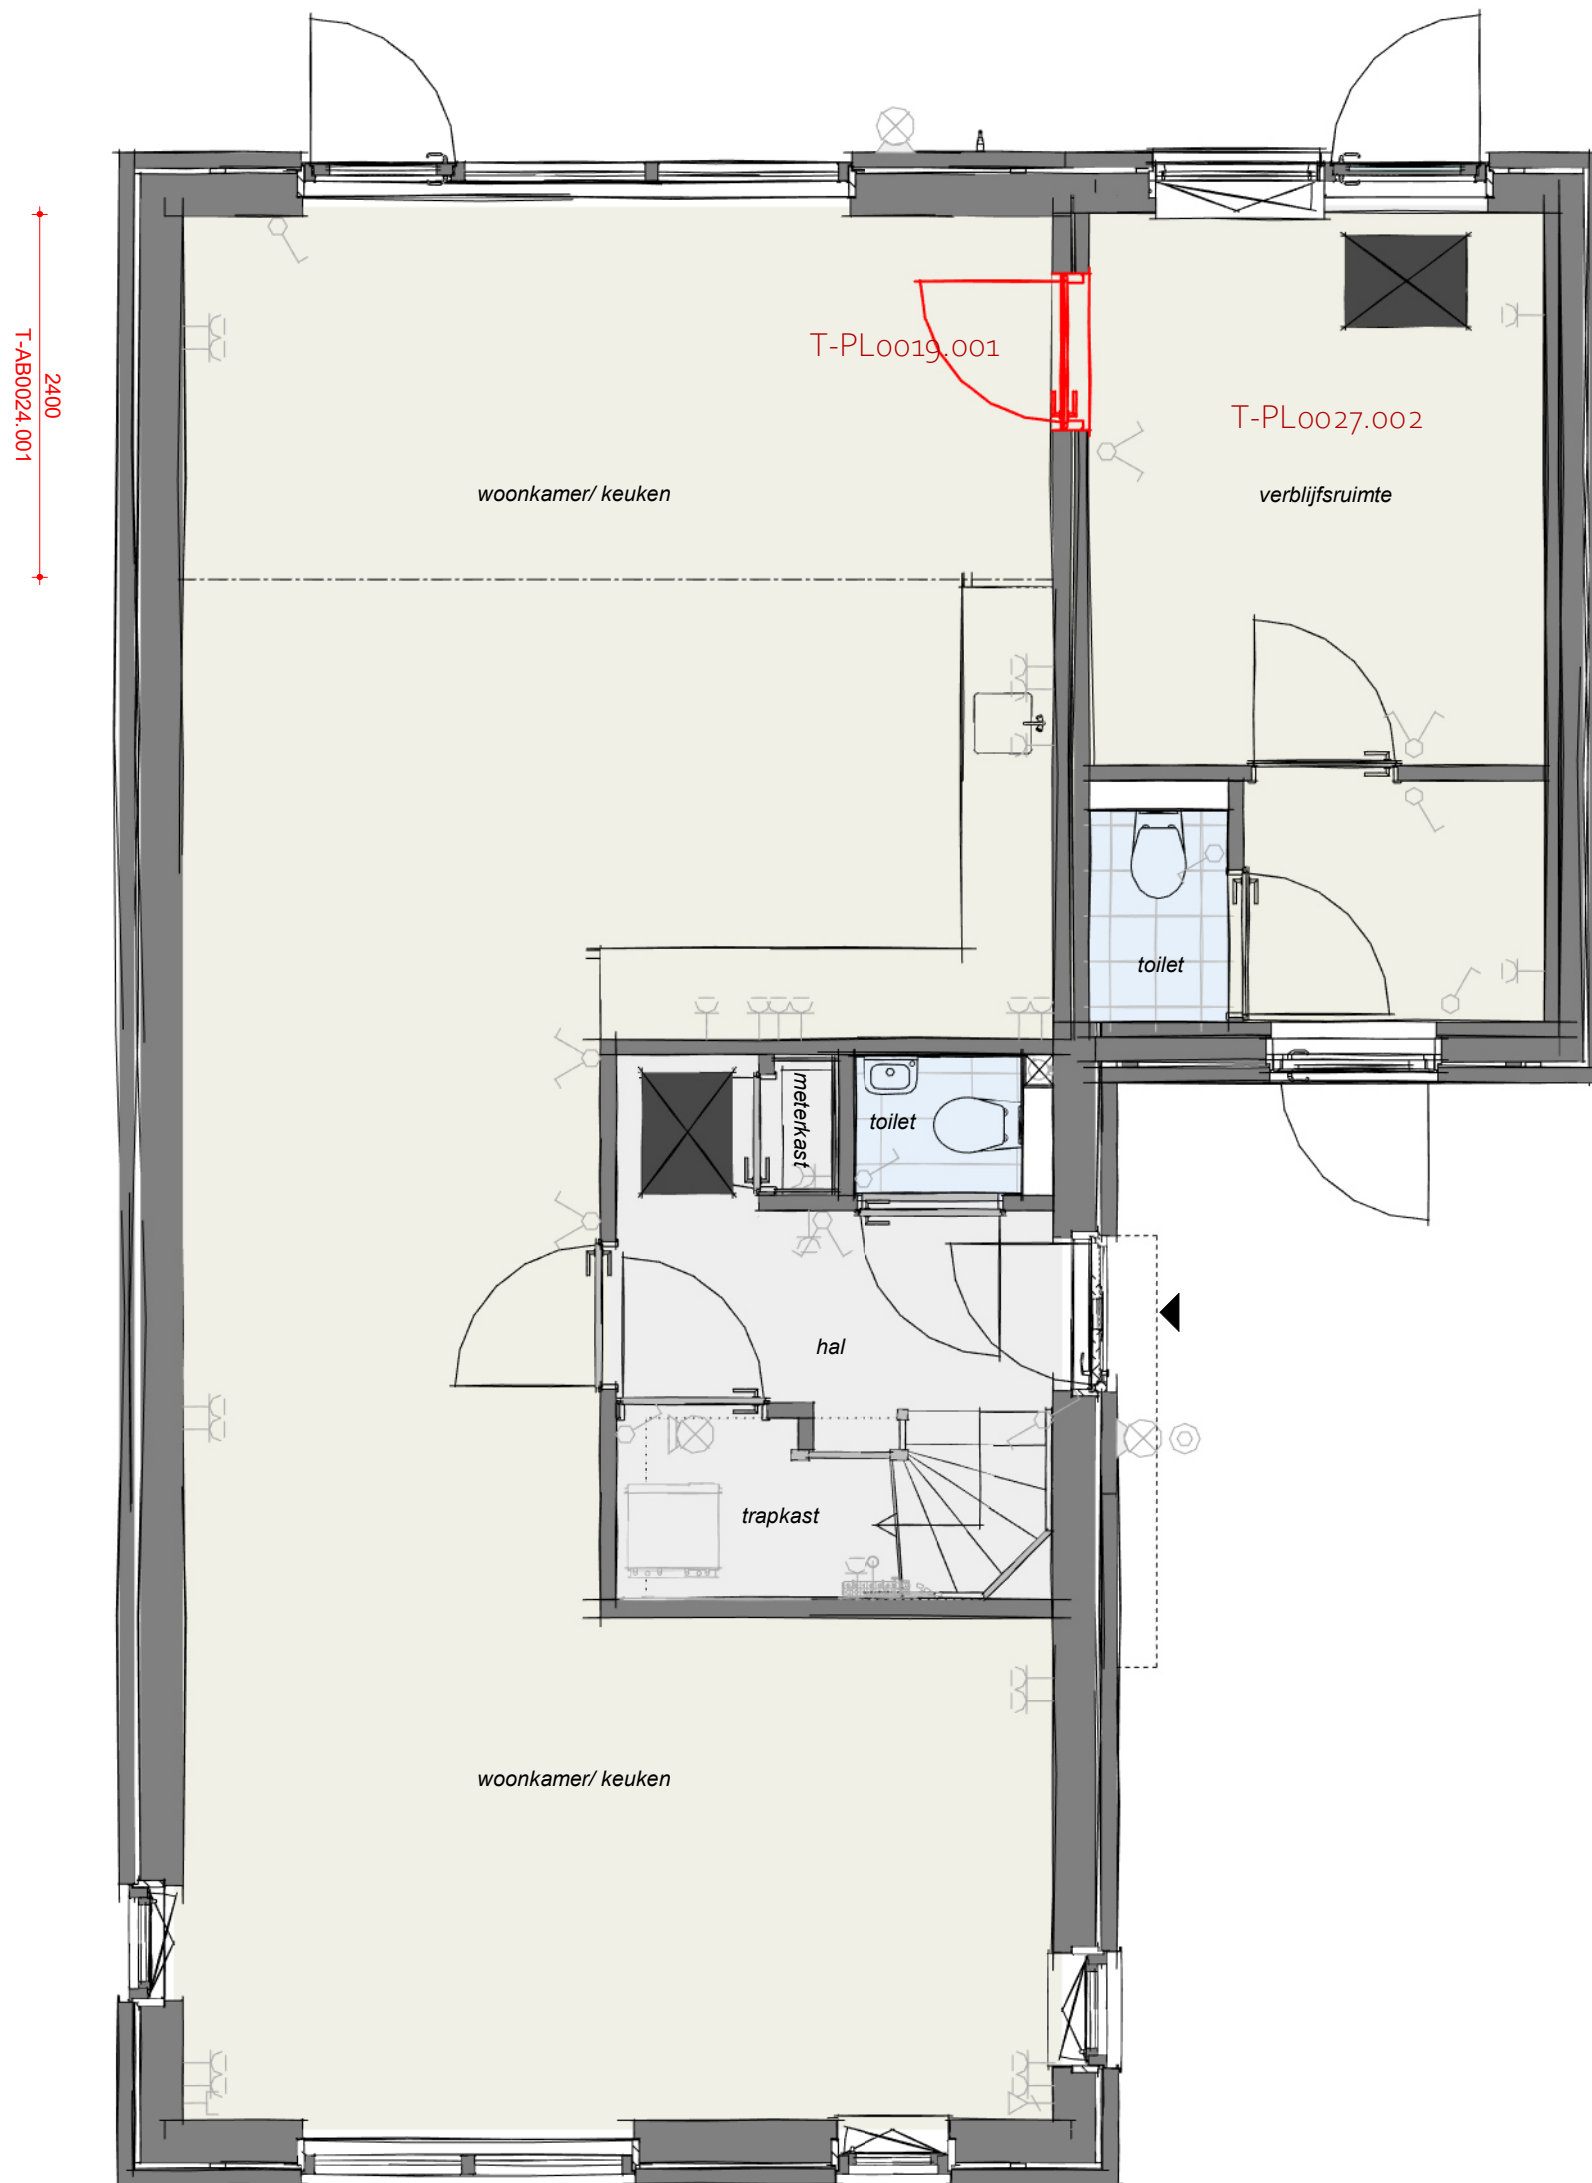 T-PL0019.001
2400
T-AB0024.001
T-PL0027.002
woonkamer/ keuken
verblijfsruimte
toilet
meterkast
toilet
hal
trapkast
woonkamer/ keuken